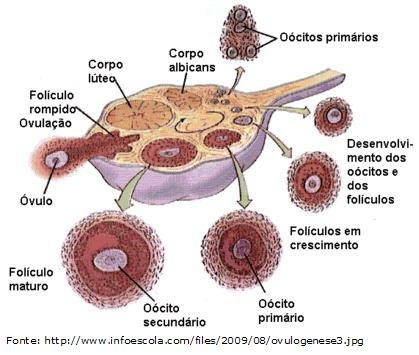 Oócitos primários
Corpo
albicans
Corpo
lúteo
Folículo
rompido
Ovulação
Óvulo
Desenvolvi-
mento dos
oócitos e
dos
folículos
Folículos em
crescimento
Folículo
maturo
Oócito
secundário
Oócito
primário
Fonte: http://www.infoescola.com/files/2009/08/ovulogenese3.jpg